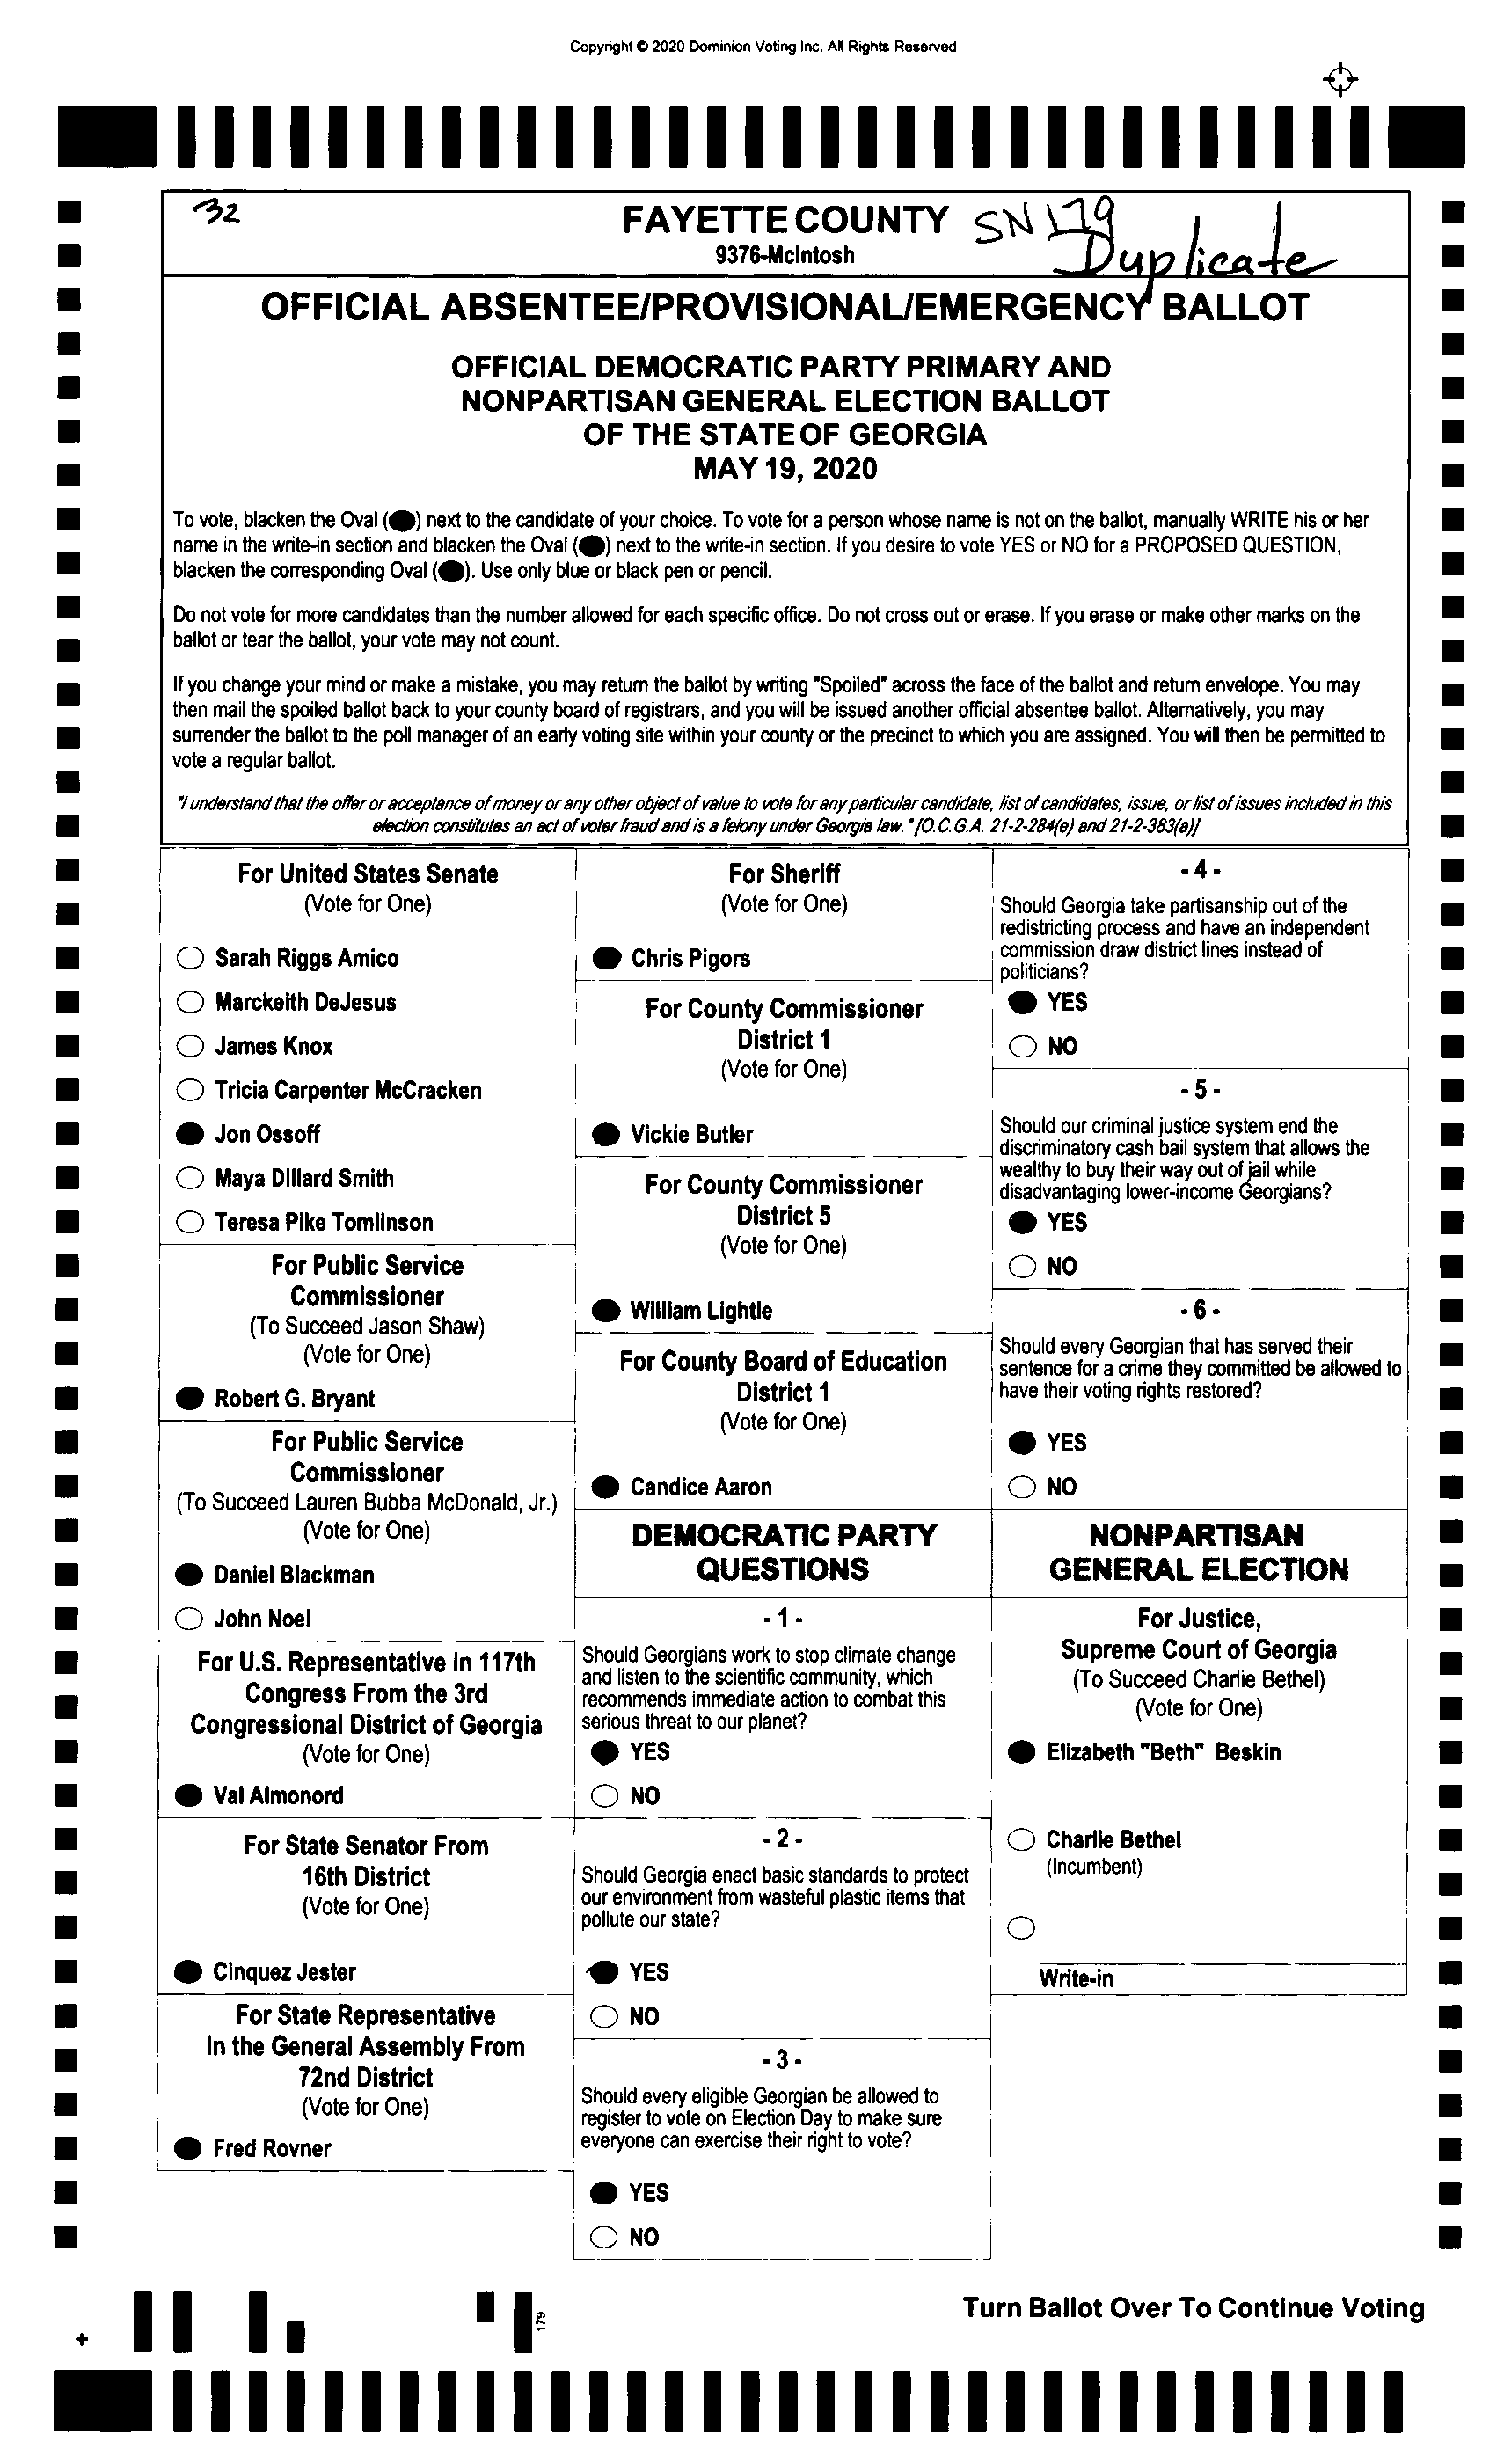 Copyright © 2020 Dominion Voting Inc. All Rights Reserved
32
FAYETTE COUNTY
SN 179
9376-McIntosh
Duplicate
OFFICIAL ABSENTEE/PROVISIONAL/EMERGENCY BALLOT
OFFICIAL DEMOCRATIC PARTY PRIMARY AND
NONPARTISAN GENERAL ELECTION BALLOT
OF THE STATE OF GEORGIA
MAY 19, 2020
To vote, blacken the Oval (●) next to the candidate of your choice. To vote for a person whose name is not on the ballot, manually WRITE his or her
name in the write-in section and blacken the Oval (●) next to the write-in section. If you desire to vote YES or NO for a PROPOSED QUESTION,
blacken the corresponding Oval (●). Use only blue or black pen or pencil.
Do not vote for more candidates than the number allowed for each specific office. Do not cross out or erase. If you erase or make other marks on the
ballot or tear the ballot, your vote may not count.
If you change your mind or make a mistake, you may return the ballot by writing "Spoiled" across the face of the ballot and return envelope. You may
then mail the spoiled ballot back to your county board of registrars, and you will be issued another official absentee ballot. Alternatively, you may
surrender the ballot to the poll manager of an early voting site within your county or the precinct to which you are assigned. You will then be permitted to
vote a regular ballot.
"I understand that the offer or acceptance of money or any other object of value to vote for any particular candidate, list of candidates, issue, or list of issues included in this
election constitutes an act of voter fraud and is a felony under Georgia law." [O.C.G.A. 21-2-284(e) and 21-2-383(a)]
For United States Senate
(Vote for One)
Sarah Riggs Amico
Marckeith DeJesus
James Knox
Tricia Carpenter McCracken
Jon Ossoff
Maya Dillard Smith
Teresa Pike Tomlinson
For Public Service
Commissioner
(To Succeed Jason Shaw)
(Vote for One)
Robert G. Bryant
For Public Service
Commissioner
(To Succeed Lauren Bubba McDonald, Jr.)
(Vote for One)
Daniel Blackman
John Noel
For U.S. Representative in 117th
Congress From the 3rd
Congressional District of Georgia
(Vote for One)
Val Almonord
For State Senator From
16th District
(Vote for One)
Cinquez Jester
For State Representative
In the General Assembly From
72nd District
(Vote for One)
Fred Rovner
For Sheriff
(Vote for One)
Chris Pigors
For County Commissioner
District 1
(Vote for One)
Vickie Butler
For County Commissioner
District 5
(Vote for One)
William Lightle
For County Board of Education
District 1
(Vote for One)
Candice Aaron
DEMOCRATIC PARTY
QUESTIONS
- 1 -
Should Georgians work to stop climate change
and listen to the scientific community, which
recommends immediate action to combat this
serious threat to our planet?
YES
NO
- 2 -
Should Georgia enact basic standards to protect
our environment from wasteful plastic items that
pollute our state?
YES
NO
- 3 -
Should every eligible Georgian be allowed to
register to vote on Election Day to make sure
everyone can exercise their right to vote?
YES
NO
- 4 -
Should Georgia take partisanship out of the
redistricting process and have an independent
commission draw district lines instead of
politicians?
YES
NO
- 5 -
Should our criminal justice system end the
discriminatory cash bail system that allows the
wealthy to buy their way out of jail while
disadvantaging lower-income Georgians?
YES
NO
- 6 -
Should every Georgian that has served their
sentence for a crime they committed be allowed to
have their voting rights restored?
YES
NO
NONPARTISAN
GENERAL ELECTION
For Justice,
Supreme Court of Georgia
(To Succeed Charlie Bethel)
(Vote for One)
Elizabeth "Beth" Beskin
Charlie Bethel
(Incumbent)
Write-in
179
Turn Ballot Over To Continue Voting